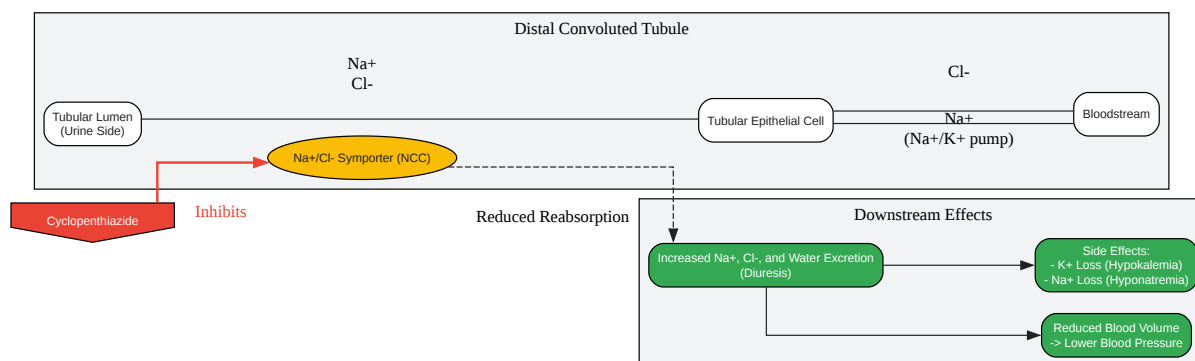 Distal Convoluted Tubule
Na+
Cl-
Cl-
Tubular Lumen
(Urine Side)
Tubular Epithelial Cell
Na+
(Na+/K+ pump)
Bloodstream
Na+/Cl- Symporter (NCC)
Cyclopenthiazide
Inhibits
Reduced Reabsorption
Downstream Effects
Increased Na+, Cl-, and Water Excretion
(Diuresis)
Side Effects:
- K+ Loss (Hypokalemia)
- Na+ Loss (Hyponatremia)
Reduced Blood Volume
-> Lower Blood Pressure